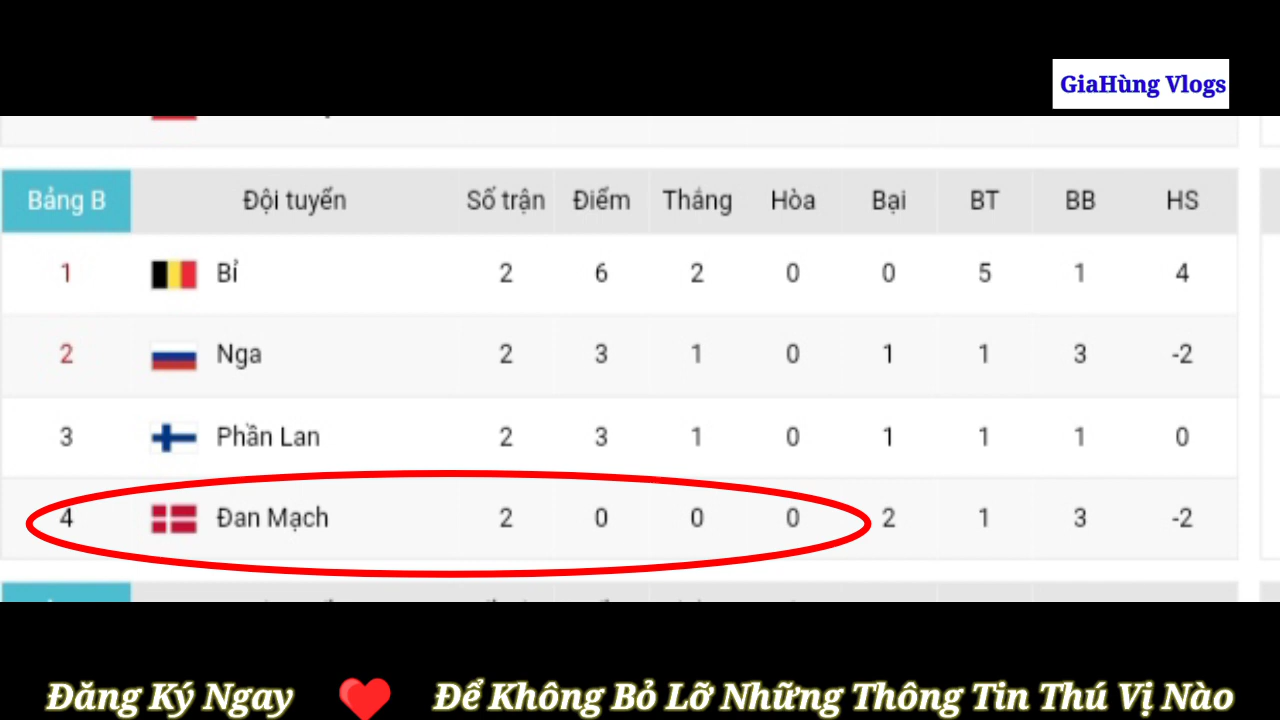 GiaHùng Vlogs
Bảng B Đội tuyển Số trận Điểm Thắng Hòa Bại BT BB HS
1 Bỉ 2 6 2 0 0 5 1 4
2 Nga 2 3 1 0 1 1 3 -2
3 Phần Lan 2 3 1 0 1 1 1 0
4 Đan Mạch 2 0 0 0 2 1 3 -2
Đăng Ký Ngay Để Không Bỏ Lỡ Những Thông Tin Thú Vị Nào